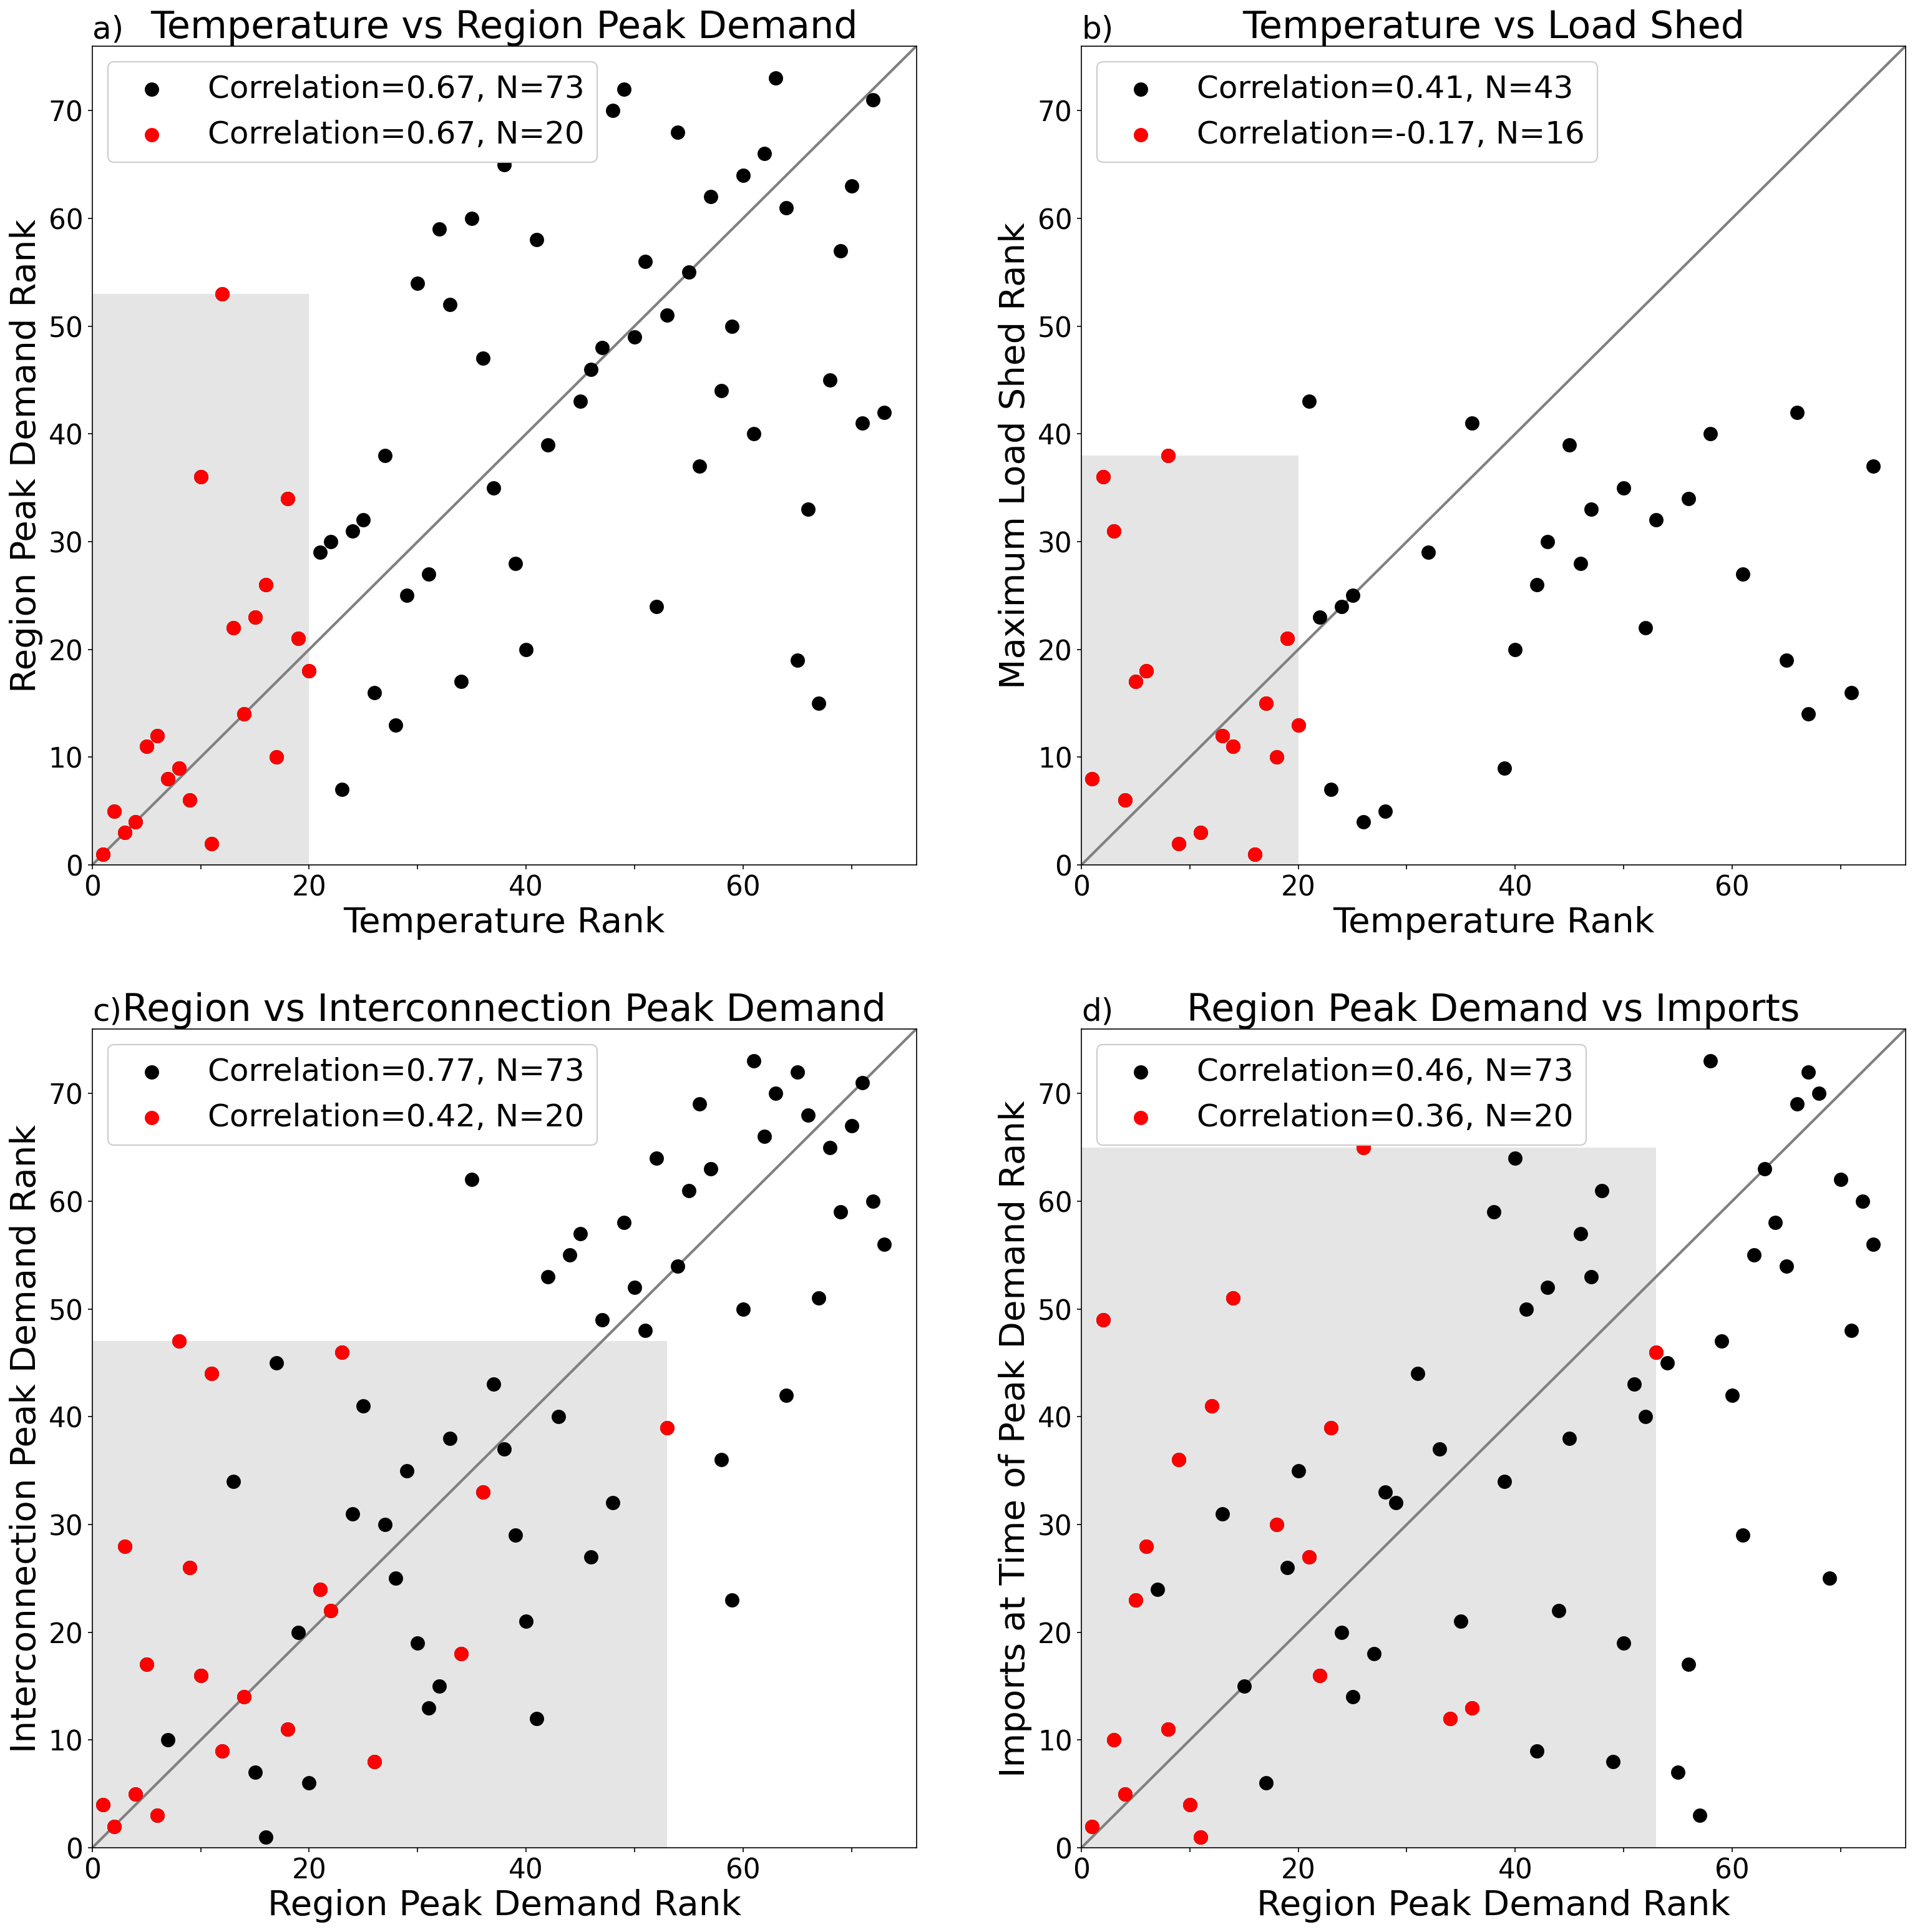 a) Temperature vs Region Peak Demand
Correlation=0.67, N=73
Correlation=0.67, N=20
Region Peak Demand Rank
70
60
50
40
30
20
10
0
0 20 40 60
Temperature Rank
b) Temperature vs Load Shed
Correlation=0.41, N=43
Correlation=-0.17, N=16
Maximum Load Shed Rank
70
60
50
40
30
20
10
0
0 20 40 60
Temperature Rank
c) Region vs Interconnection Peak Demand
Correlation=0.77, N=73
Correlation=0.42, N=20
Interconnection Peak Demand Rank
70
60
50
40
30
20
10
0
0 20 40 60
Region Peak Demand Rank
d) Region Peak Demand vs Imports
Correlation=0.46, N=73
Correlation=0.36, N=20
Imports at Time of Peak Demand Rank
70
60
50
40
30
20
10
0
0 20 40 60
Region Peak Demand Rank